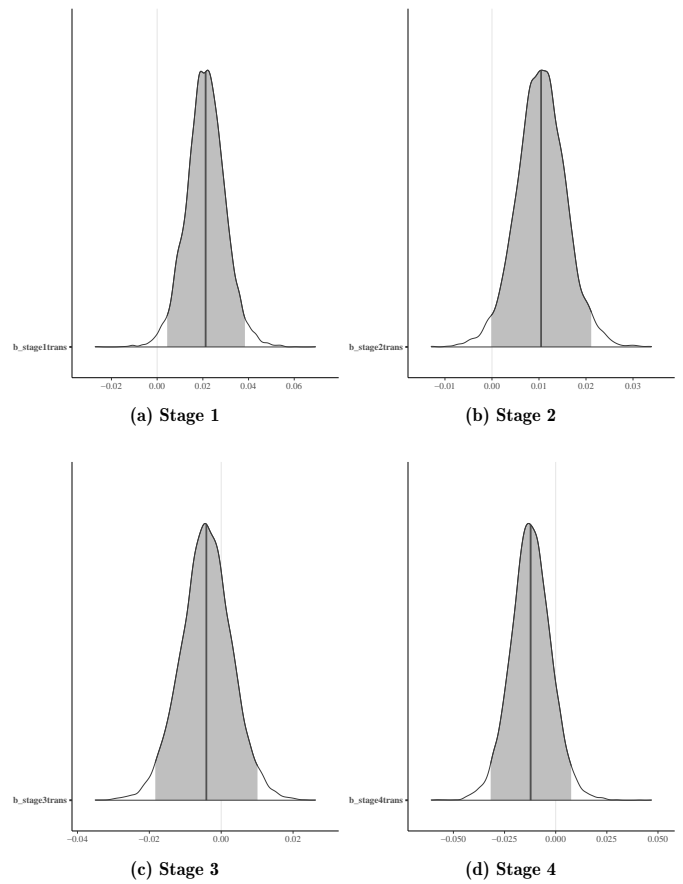 b_stage1trans
−0.02 0.00 0.02 0.04 0.06
(a) Stage 1
b_stage2trans
−0.01 0.00 0.01 0.02 0.03
(b) Stage 2
b_stage3trans
−0.04 −0.02 0.00 0.02
(c) Stage 3
b_stage4trans
−0.050 −0.025 0.000 0.025 0.050
(d) Stage 4